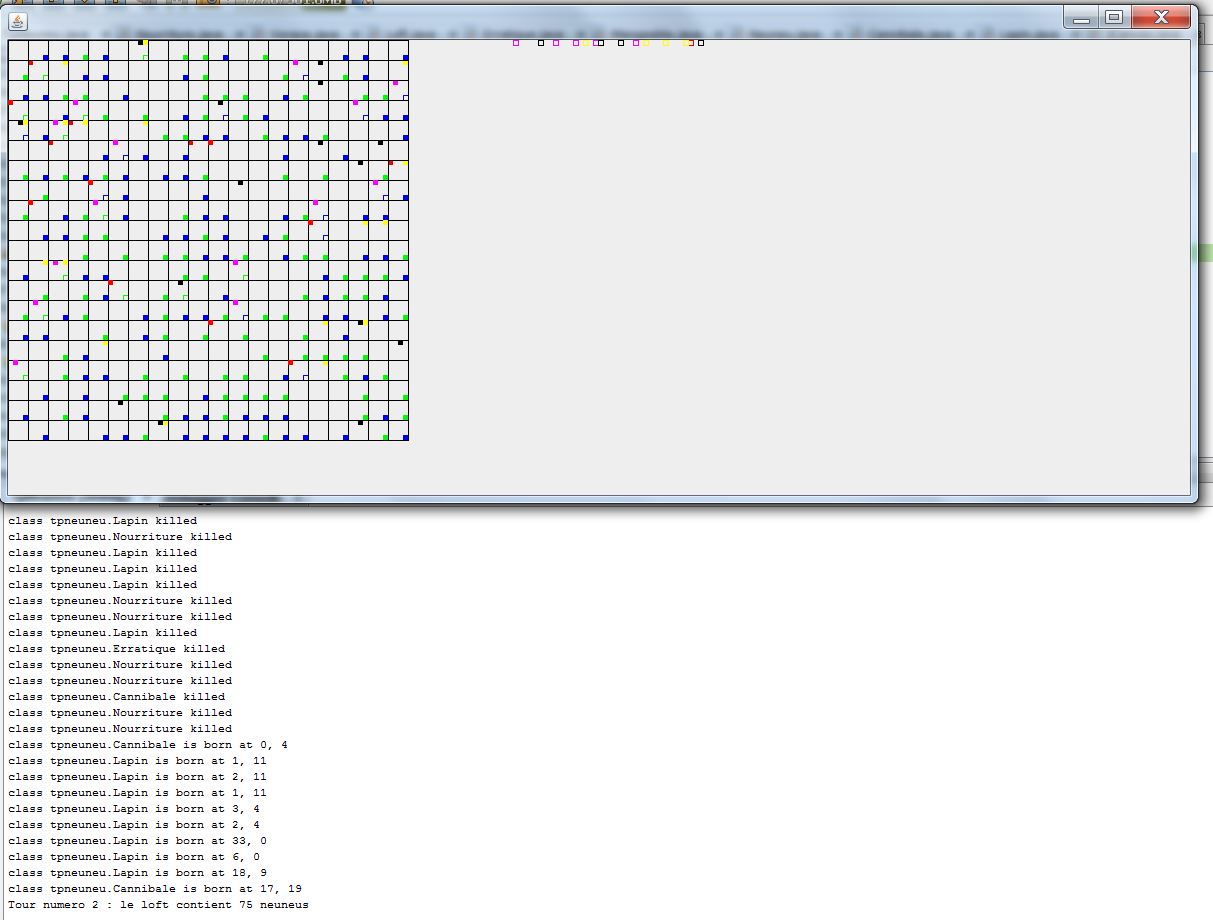 class tpneuneu.Lapin killed
class tpneuneu.Nourriture killed
class tpneuneu.Lapin killed
class tpneuneu.Lapin killed
class tpneuneu.Lapin killed
class tpneuneu.Nourriture killed
class tpneuneu.Nourriture killed
class tpneuneu.Lapin killed
class tpneuneu.Erratique killed
class tpneuneu.Nourriture killed
class tpneuneu.Nourriture killed
class tpneuneu.Cannibale killed
class tpneuneu.Nourriture killed
class tpneuneu.Nourriture killed
class tpneuneu.Cannibale is born at 0, 4
class tpneuneu.Lapin is born at 1, 11
class tpneuneu.Lapin is born at 2, 11
class tpneuneu.Lapin is born at 1, 11
class tpneuneu.Lapin is born at 3, 4
class tpneuneu.Lapin is born at 2, 4
class tpneuneu.Lapin is born at 33, 0
class tpneuneu.Lapin is born at 6, 0
class tpneuneu.Lapin is born at 18, 9
class tpneuneu.Cannibale is born at 17, 19
Tour numero 2 : le loft contient 75 neuneus